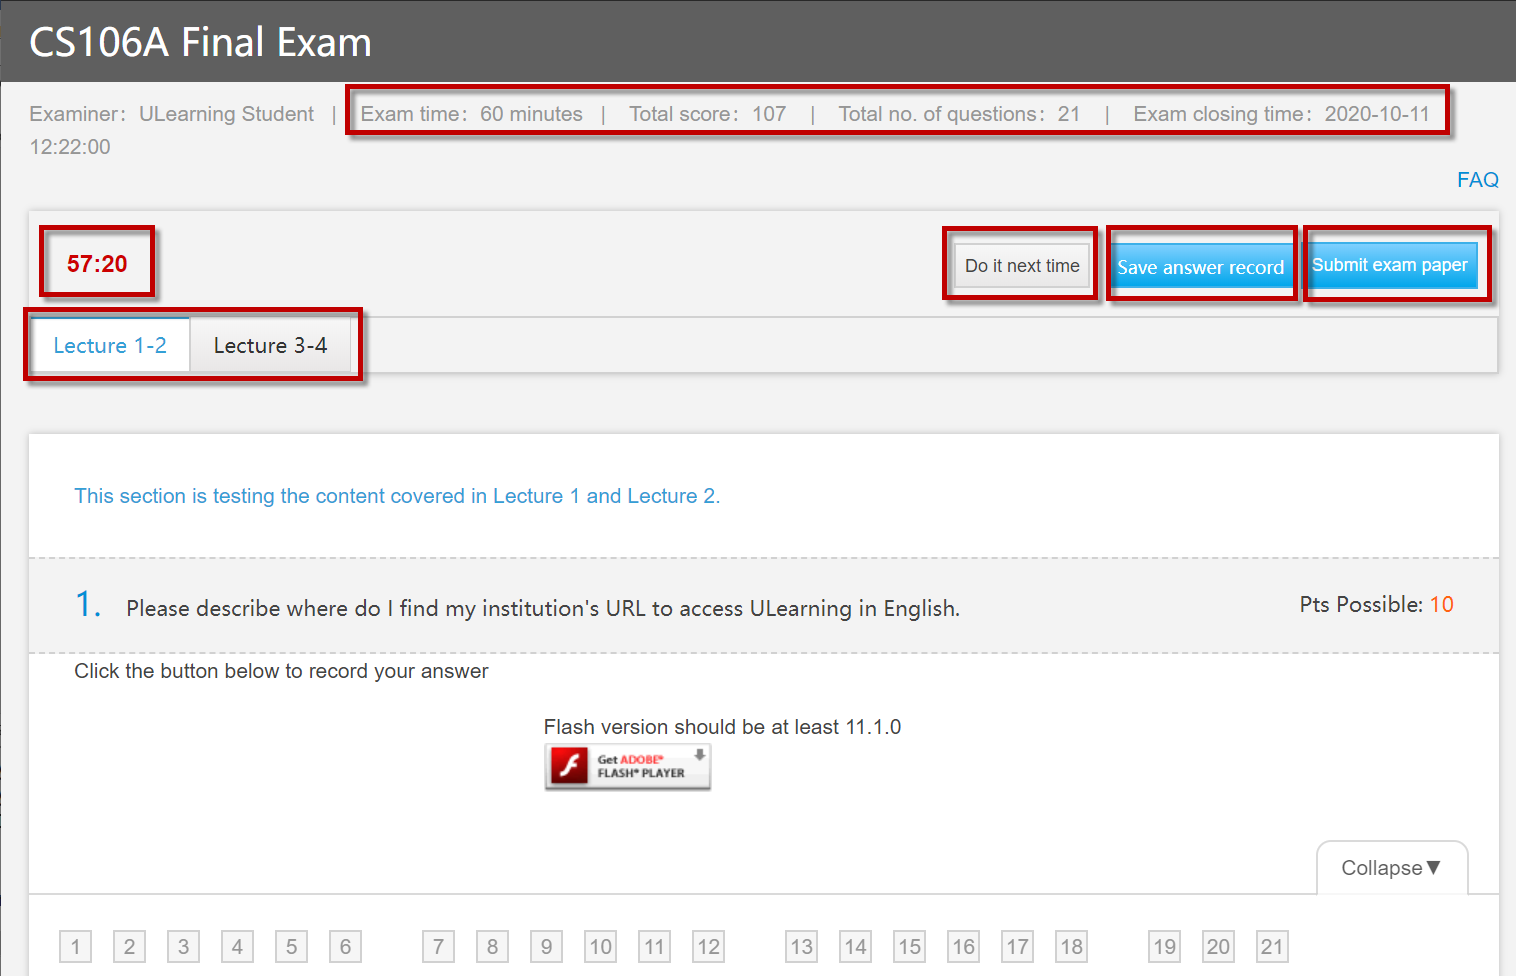 CS106A Final Exam
Examiner: ULearning Student | Exam time: 60 minutes | Total score: 107 | Total no. of questions: 21 | Exam closing time: 2020-10-11
12:22:00
FAQ
57:20
Do it next time
Save answer record
Submit exam paper
Lecture 1-2
Lecture 3-4
This section is testing the content covered in Lecture 1 and Lecture 2.
1. Please describe where do I find my institution's URL to access ULearning in English.
Pts Possible: 10
Click the button below to record your answer
Flash version should be at least 11.1.0
Get ADOBE®
FLASH® PLAYER
Collapse▼
1 2 3 4 5 6 7 8 9 10 11 12 13 14 15 16 17 18 19 20 21